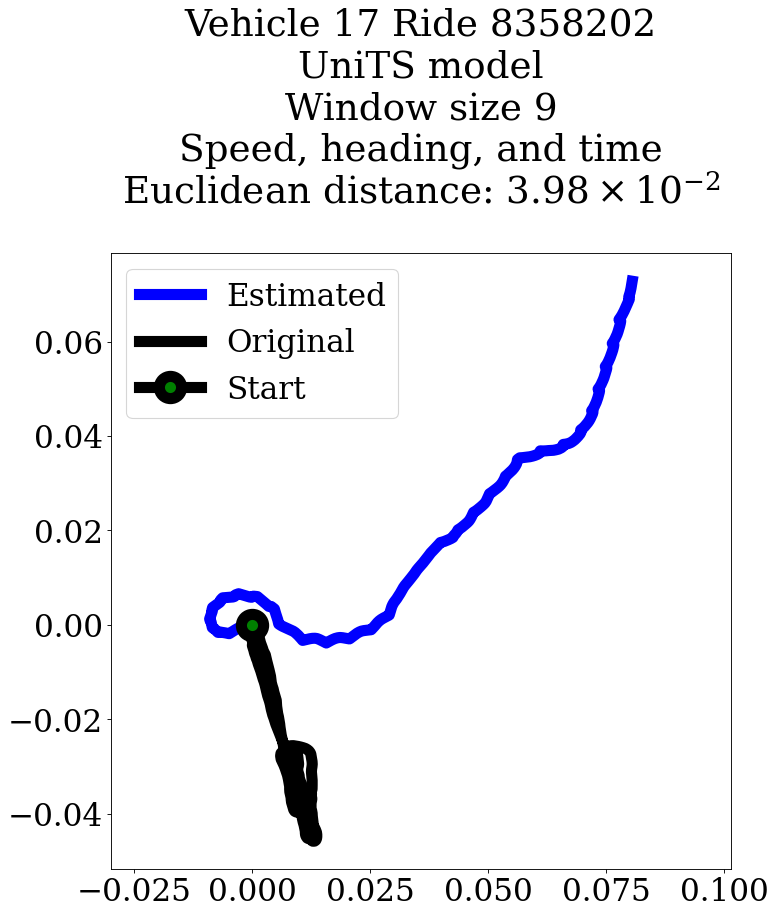 Vehicle 17 Ride 8358202
UniTS model
Window size 9
Speed, heading, and time
Euclidean distance: 3.98 × 10⁻²
Estimated
Original
Start
0.06
0.04
0.02
0.00
−0.02
−0.04
−0.025 0.000 0.025 0.050 0.075 0.100